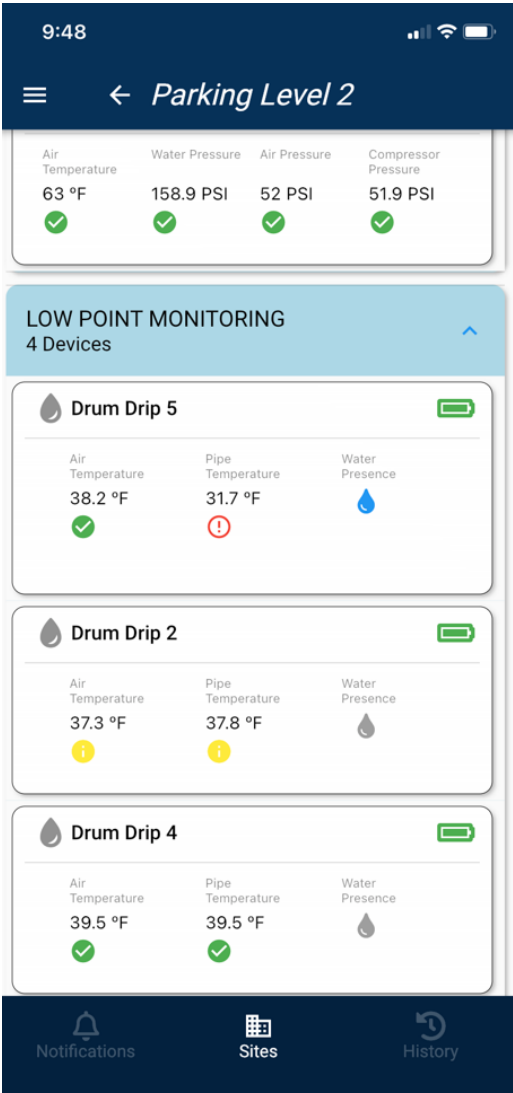 9:48
Parking Level 2
Air Temperature
Water Pressure
Air Pressure
Compressor Pressure
63 ºF
158.9 PSI
52 PSI
51.9 PSI
LOW POINT MONITORING
4 Devices
Drum Drip 5
Air Temperature
Pipe Temperature
Water Presence
38.2 ºF
31.7 ºF
Drum Drip 2
Air Temperature
Pipe Temperature
Water Presence
37.3 ºF
37.8 ºF
Drum Drip 4
Air Temperature
Pipe Temperature
Water Presence
39.5 ºF
39.5 ºF
Notifications
Sites
History